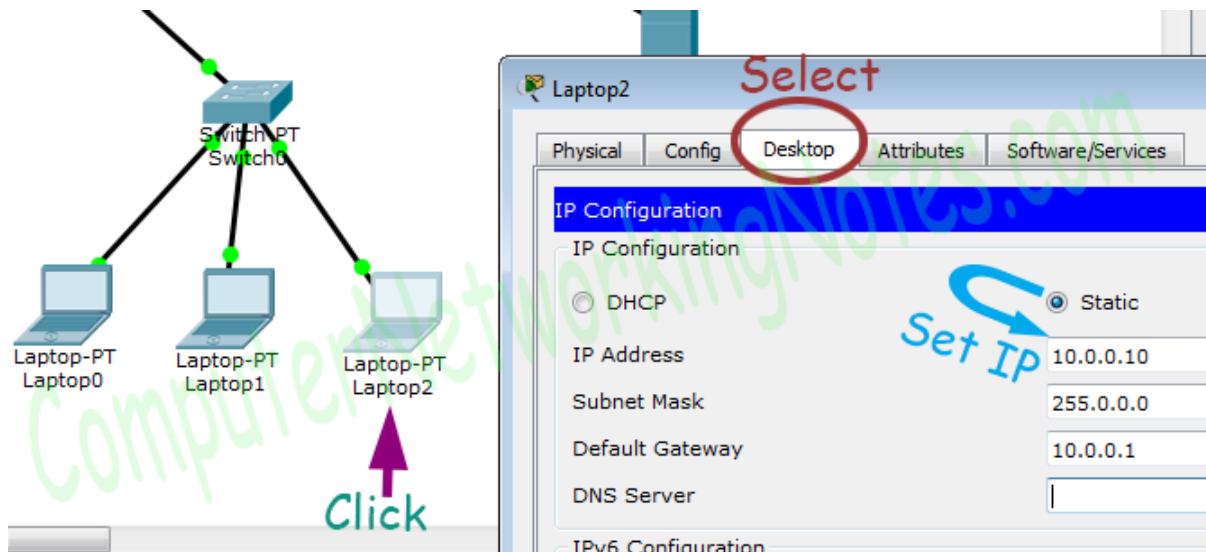 Switch-PT
Switch0
Laptop-PT
Laptop0
Laptop-PT
Laptop1
Laptop-PT
Laptop2
Click
Laptop2
Select
Physical Config Desktop Attributes Software/Services
IP Configuration
IP Configuration
DHCP Static
Set IP
IP Address 10.0.0.10
Subnet Mask 255.0.0.0
Default Gateway 10.0.0.1
DNS Server
IPv6 Configuration
ComputerNetworkingNotes.com